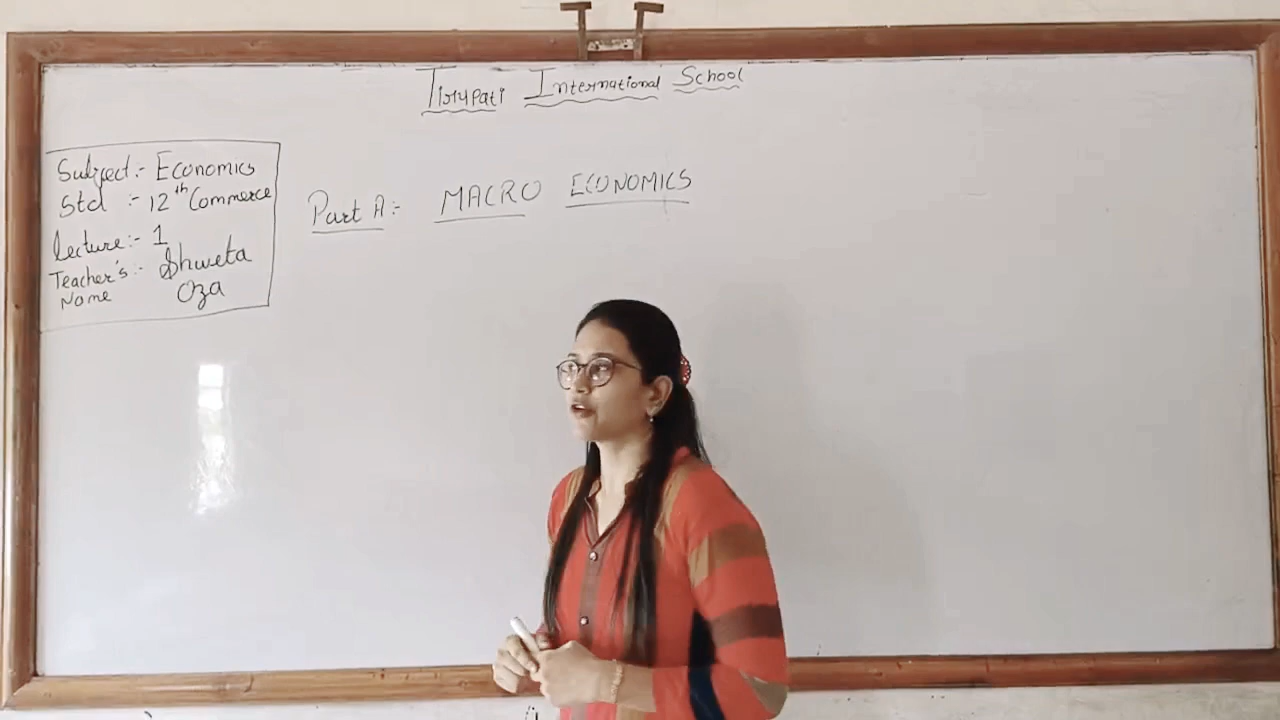 Tirupati International School
Subject:- Economics
Std :- 12th Commerce
Lecture:- 1
Teacher's :- Shweta
Name Oza
Part A:- MACRO ECONOMICS